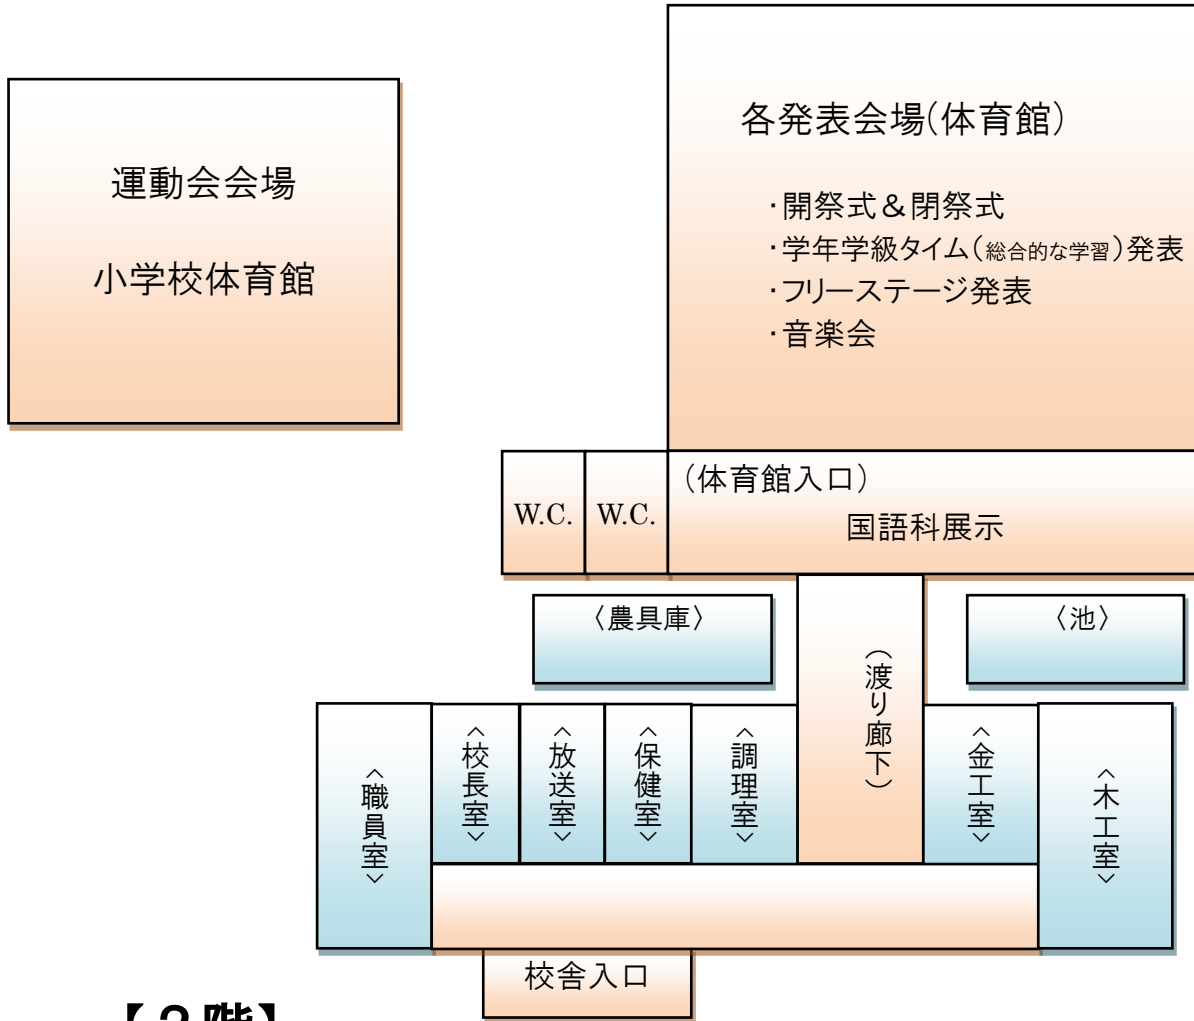 各発表会場(体育館)
・開祭式＆閉祭式
・学年学級タイム(総合的な学習)発表
・フリーステージ発表
・音楽会
運動会会場
小学校体育館
(体育館入口)
W.C.
W.C.
国語科展示
〈農具庫〉
〈池〉
(渡り廊下)
〈職員室〉
〈校長室〉
〈放送室〉
〈保健室〉
〈調理室〉
〈金工室〉
〈木工室〉
校舎入口
【２階】